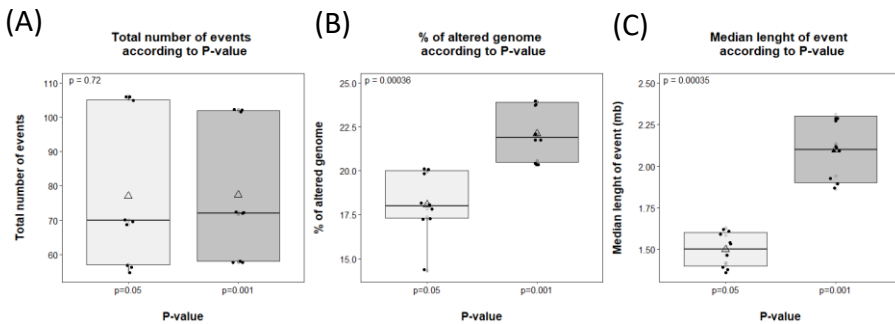 (A)
Total number of events
according to P-value
p = 0.72
Total number of events
110
100
90
80
70
60
p=0.05
p=0.001
P-value
(B)
% of altered genome
according to P-value
p = 0.00036
% of altered genome
25.0
22.5
20.0
17.5
15.0
p=0.05
p=0.001
P-value
(C)
Median lenght of event
according to P-value
p = 0.00035
Median lenght of event (mb)
2.50
2.25
2.00
1.75
1.50
p=0.05
p=0.001
P-value